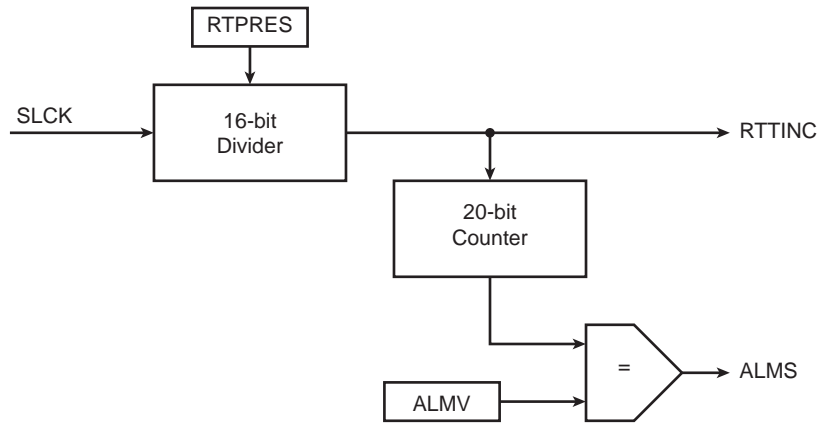 RTPRES
SLCK
16-bit
Divider
RTTINC
20-bit
Counter
=
ALMS
ALMV